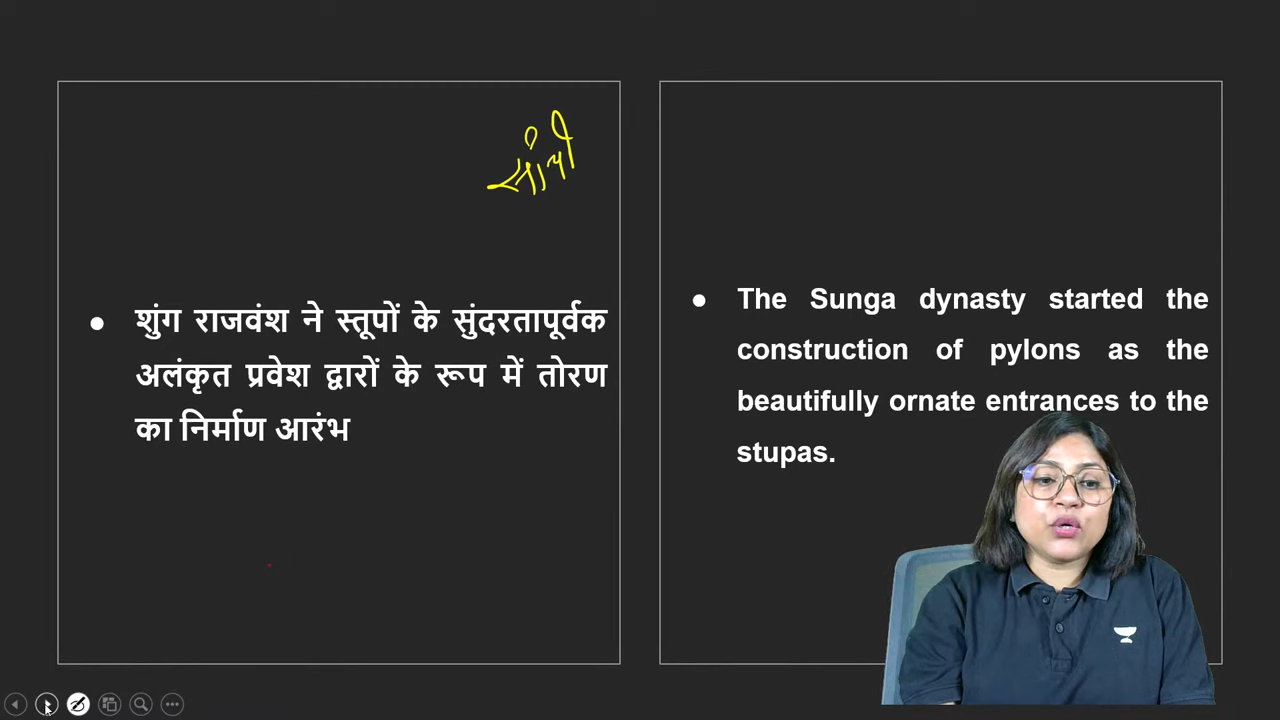 सांची
शुंग राजवंश ने स्तूपों के सुंदरतापूर्वक
अलंकृत प्रवेश द्वारों के रूप में तोरण
का निर्माण आरंभ
The Sunga dynasty started the
construction of pylons as the
beautifully ornate entrances to the
stupas.